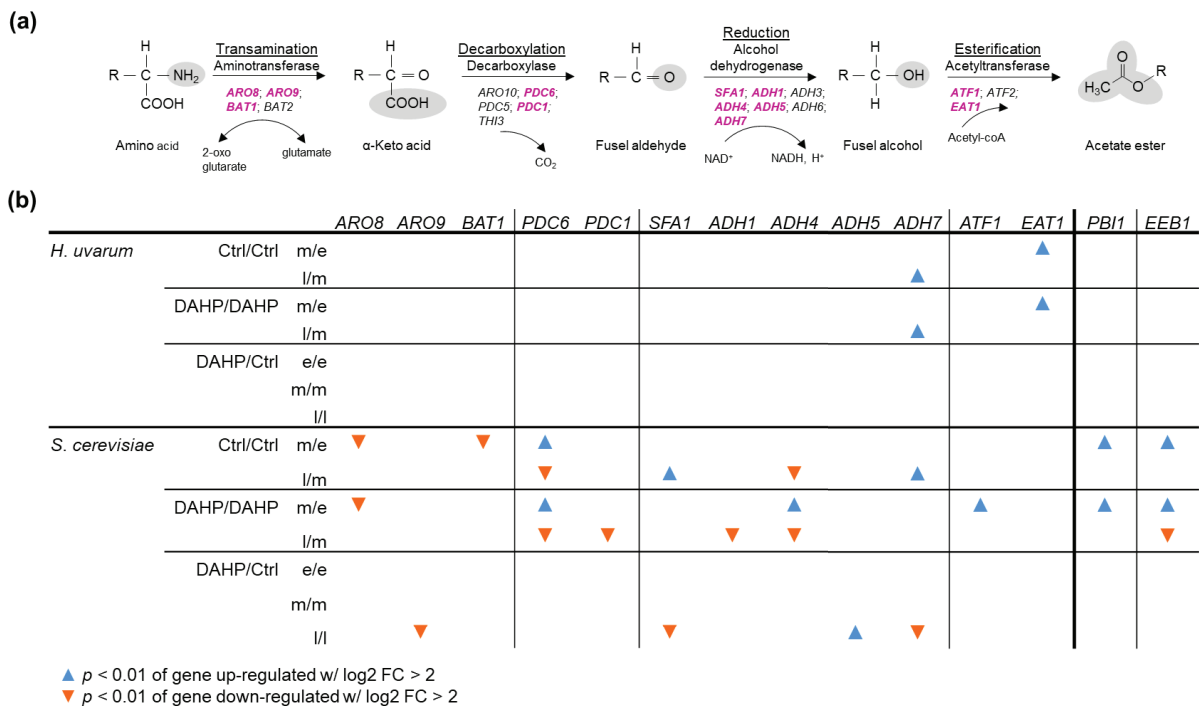 (a)
Transamination
Aminotransferase
ARO8; ARO9;
BAT1; BAT2
2-oxo
glutarate
glutamate
Decarboxylation
Decarboxylase
ARO10; PDC6;
PDC5; PDC1;
THI3
CO2
Reduction
Alcohol
dehydrogenase
SFA1; ADH1; ADH3;
ADH4; ADH5; ADH6;
ADH7
NAD+
NADH, H+
Esterification
Acetyltransferase
ATF1; ATF2;
EAT1
Acetyl-coA
H
R C NH2
COOH
Amino acid
H
R C O
COOH
α-Keto acid
H
R C O
Fusel aldehyde
H
R C OH
H
Fusel alcohol
O
H3C O R
Acetate ester
(b)
ARO8 ARO9 BAT1 PDC6 PDC1 SFA1 ADH1 ADH4 ADH5 ADH7 ATF1 EAT1 PBI1 EEB1
H. uvarum Ctrl/Ctrl m/e
l/m
DAHP/DAHP m/e
l/m
DAHP/Ctrl e/e
m/m
l/l
S. cerevisiae Ctrl/Ctrl m/e
l/m
DAHP/DAHP m/e
l/m
DAHP/Ctrl e/e
m/m
l/l
p < 0.01 of gene up-regulated w/ log2 FC > 2
p < 0.01 of gene down-regulated w/ log2 FC > 2